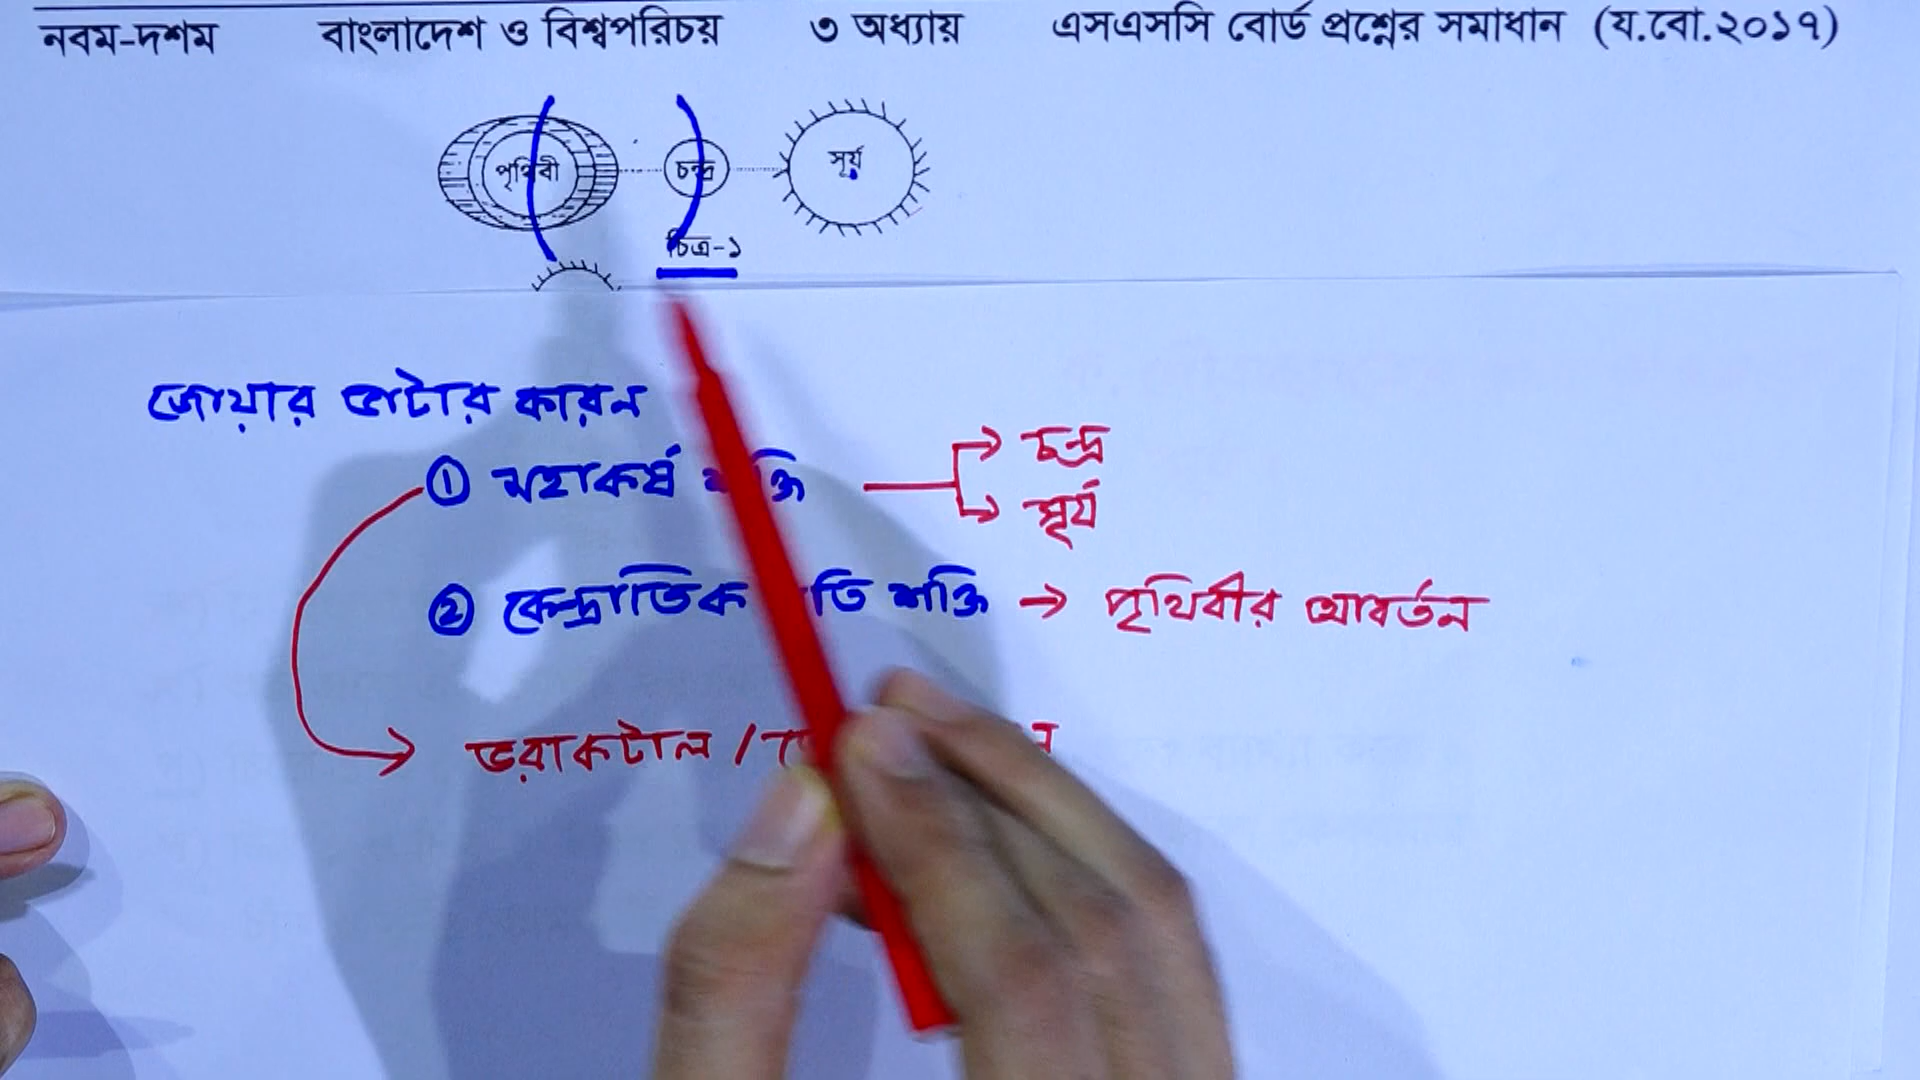 নবম-দশম বাংলাদেশ ও বিশ্বপরিচয় ৩ অধ্যায় এসএসসি বোর্ড প্রশ্নের সমাধান (য.বো.২০১৭)
পৃথিবী চন্দ্র সূর্য
চিত্র-১
জোয়ার ভাটার কারন
① মহাকর্ষ → চন্দ্র
→ সূর্য
② কেন্দ্রাতিক শক্তি → পৃথিবীর আবর্তন
→ ভরাকটাল /